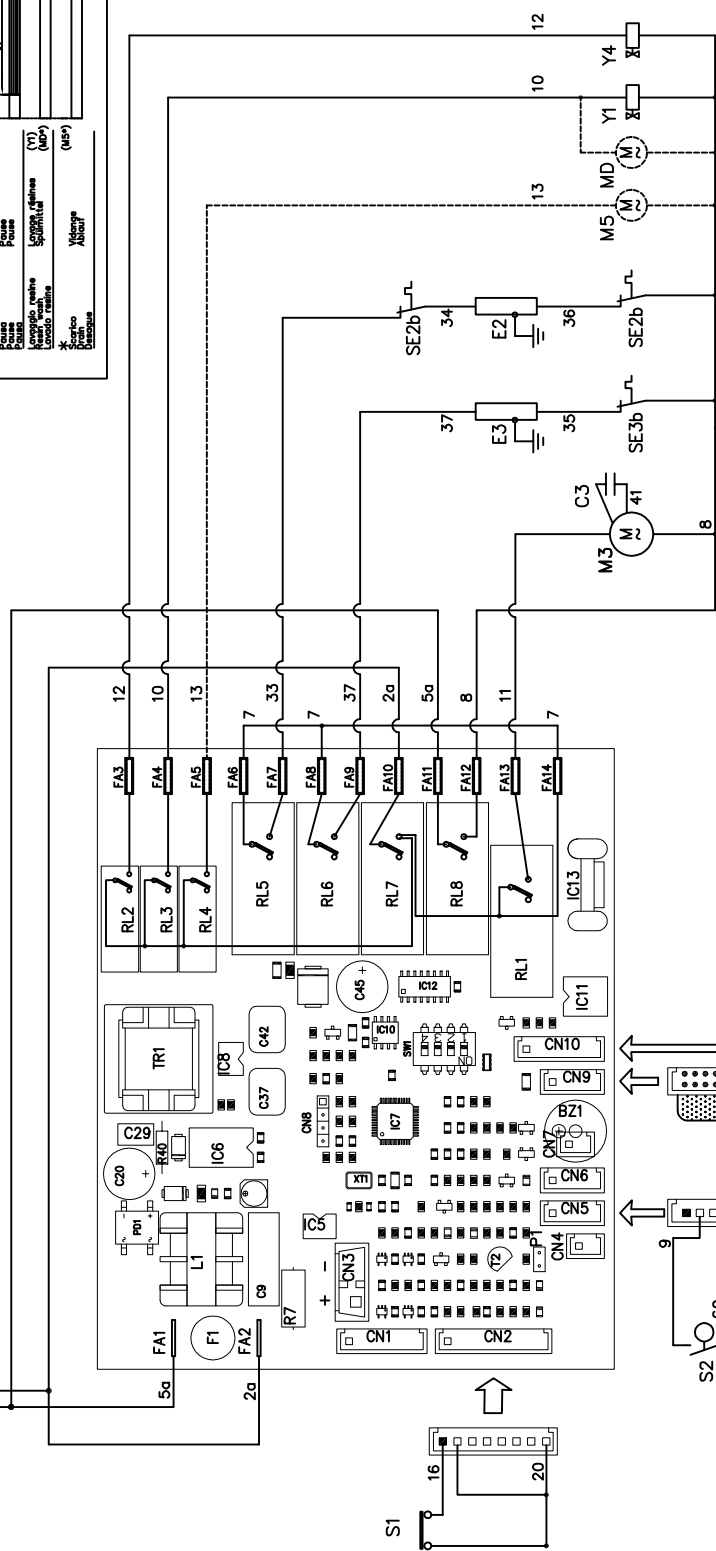 12
Y4
10
Y1
MD
M~
M5
M~
13
Pausa
Pause
Pausa
Pause
Pause
Lavaggio resine
Resin wash
Lavado resine
Lavage résines
Spülmittel
(Y1)
(MD*)
* Scarico
Drain
Desague
Vidange
Ablauf
(M5*)
SE2b
34
E2
36
SE2b
37
E3
35
SE3b
C3
41
M3
M~
8
12
10
13
33
37
2a
5a
8
11
7
7
7
FA3
FA4
FA5
FA6
FA7
FA8
FA9
FA10
FA11
FA12
FA13
FA14
RL2
RL3
RL4
RL5
RL6
RL7
RL8
RL1
IC13
TR1
C42
IC8
C37
C45
+
IC12
IC11
IC10
SW1
1
2
3
4
ON
CN10
CN9
C29
R40
IC6
CN8
IC7
BZ1
CN7
C20
+
PD1
XT1
CN6
CN5
L1
C9
IC5
CN3
+
-
T2
P1
CN4
R7
FA1
F1
FA2
CN1
CN2
5a
2a
9
S2
16
20
S1